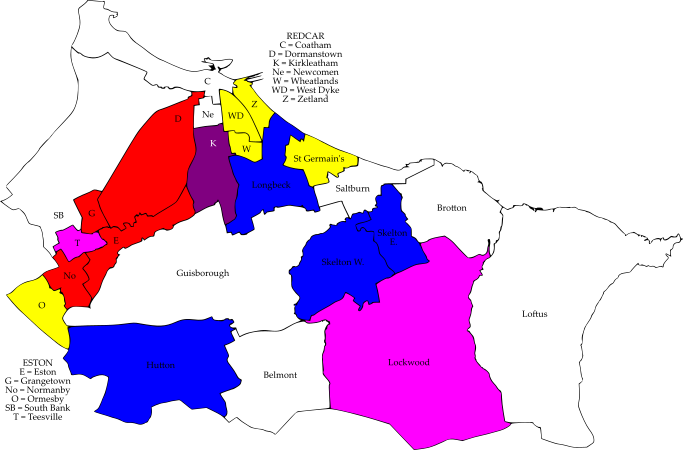 REDCAR
C = Coatham
D = Dormanstown
K = Kirkleatham
Ne = Newcomen
W = Wheatlands
WD = West Dyke
Z = Zetland
C
Z
D
Ne
WD
K
W
St Germain's
Longbeck
Saltburn
Brotton
SB
G
T
E
Skelton
E.
No
Guisborough
Skelton W.
O
Loftus
Hutton
Belmont
Lockwood
ESTON
E = Eston
G = Grangetown
No = Normanby
O = Ormesby
SB = South Bank
T = Teesville